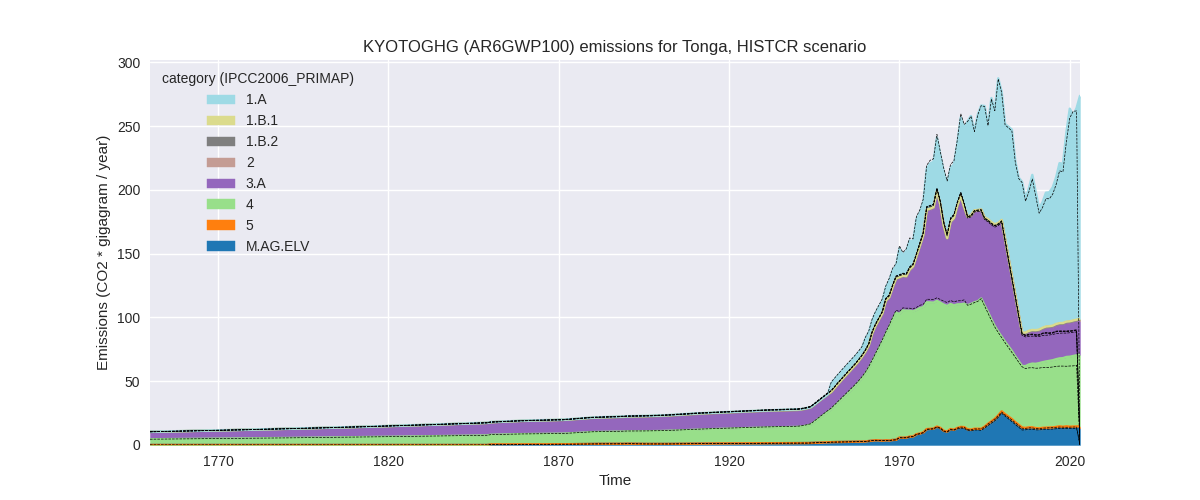 KYOTOGHG (AR6GWP100) emissions for Tonga, HISTCR scenario
Emissions (CO2 * gigagram / year)
300
250
200
150
100
50
0
category (IPCC2006_PRIMAP)
1.A
1.B.1
1.B.2
2
3.A
4
5
M.AG.ELV
1770
1820
1870
1920
1970
2020
Time